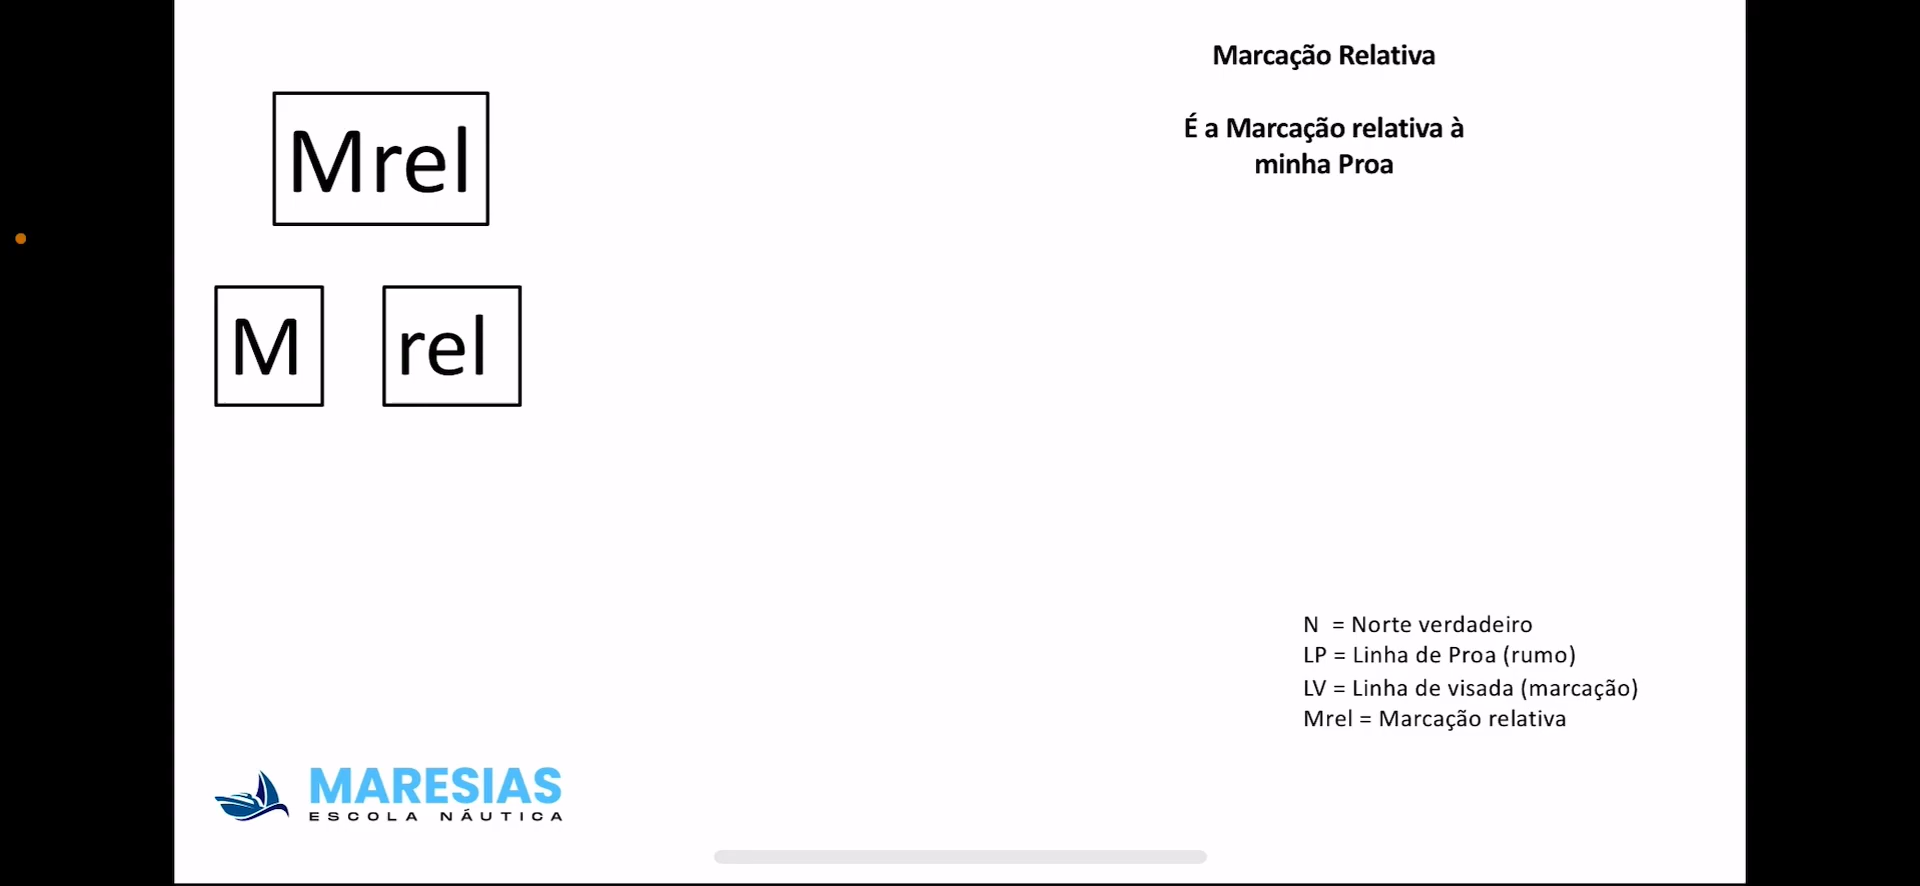 Marcação Relativa
É a Marcação relativa à
minha Proa
Mrel
M rel
N = Norte verdadeiro
LP = Linha de Proa (rumo)
LV = Linha de visada (marcação)
Mrel = Marcação relativa
MARESIAS
ESCOLA NÁUTICA